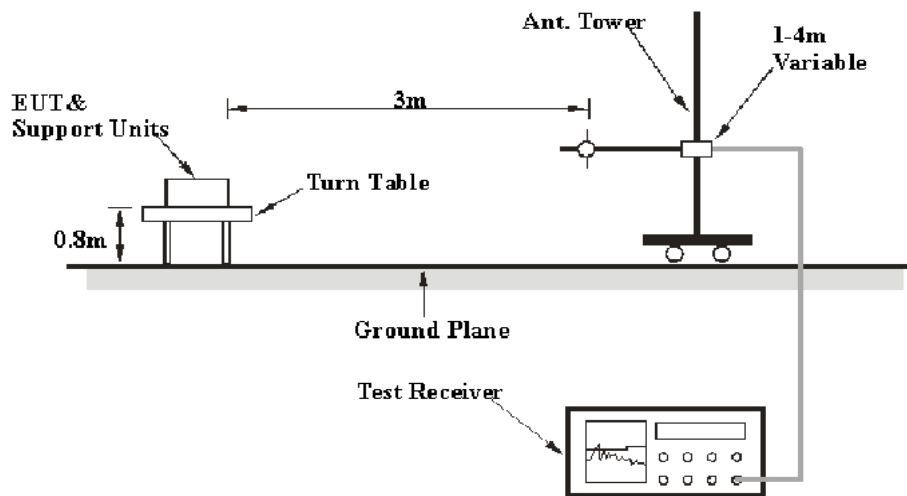 Ant. Tower
1-4m
Variable
3m
EUT&
Support Units
Turn Table
0.8m
Ground Plane
Test Receiver